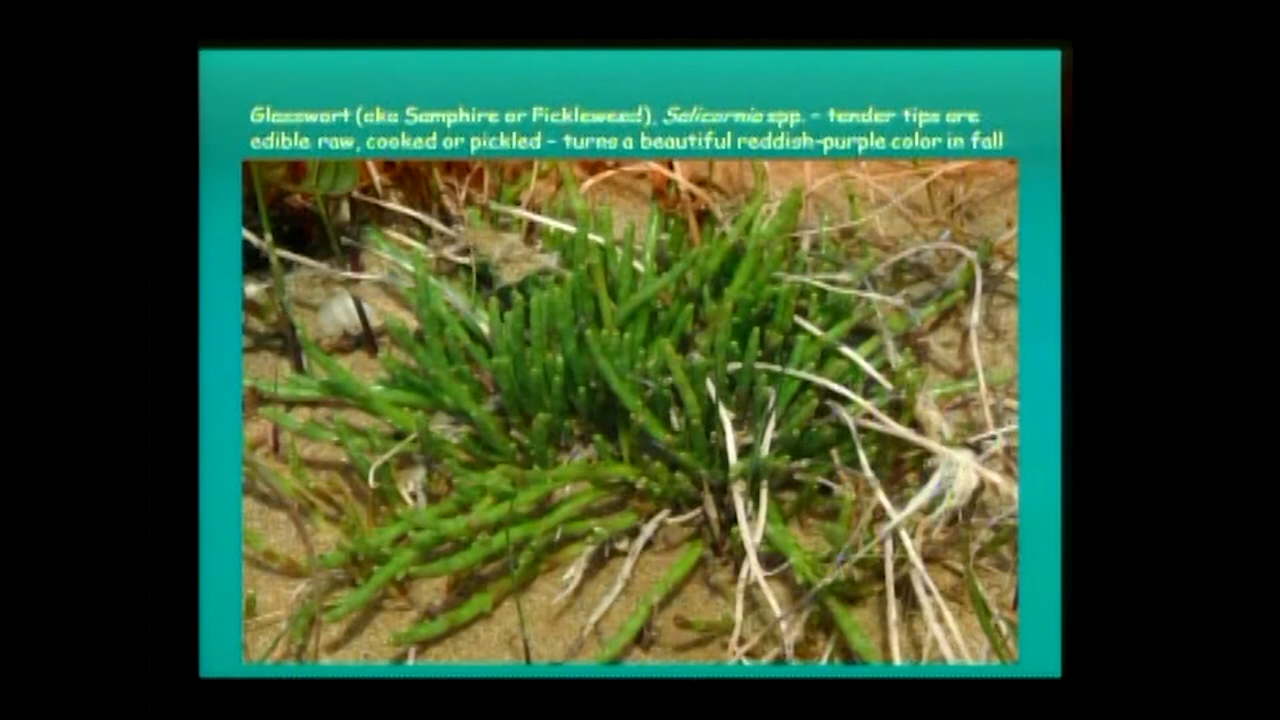 Glasswort (aka Samphire or Pickleweed), Salicornia spp. – tender tips are
edible raw, cooked or pickled – turns a beautiful reddish-purple color in fall